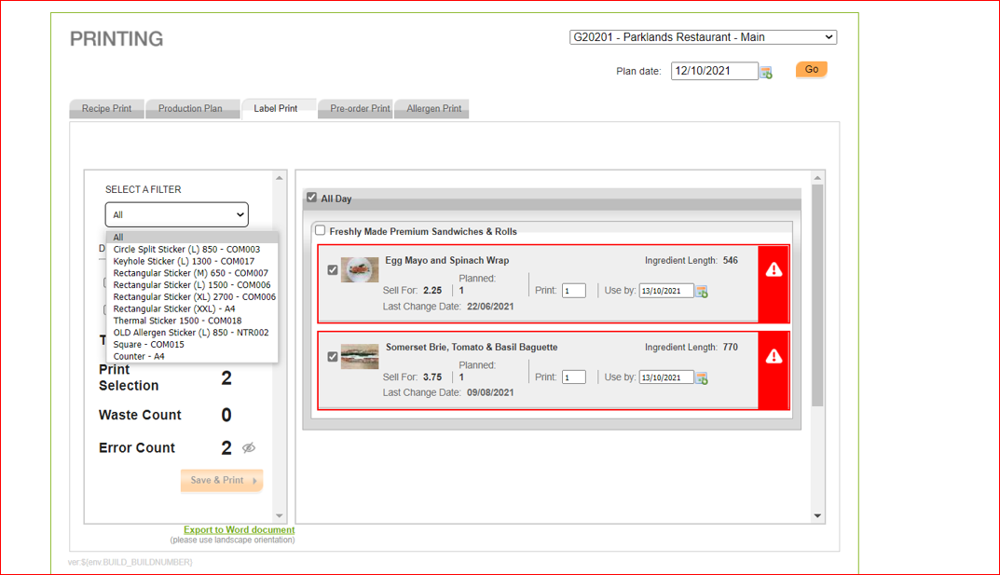 PRINTING
G20201 - Parklands Restaurant - Main
Plan date: 12/10/2021 Go
Recipe Print Production Plan Label Print Pre-order Print Allergen Print
SELECT A FILTER
All
All
Circle Split Sticker (L) 850 - COM003
Keyhole Sticker (L) 1300 - COM017
Rectangular Sticker (M) 650 - COM007
Rectangular Sticker (L) 1500 - COM006
Rectangular Sticker (XL) 2700 - COM006
Rectangular Sticker (XXL) - A4
Thermal Sticker 1500 - COM018
OLD Allergen Sticker (L) 850 - NTR002
Square - COM015
Counter - A4
Print
Selection 2
Waste Count 0
Error Count 2
Save & Print
All Day
Freshly Made Premium Sandwiches & Rolls
Egg Mayo and Spinach Wrap Ingredient Length: 546
Planned:
Sell For: 2.25 1 Print: 1 Use by: 13/10/2021
Last Change Date: 22/06/2021
Somerset Brie, Tomato & Basil Baguette Ingredient Length: 770
Planned:
Sell For: 3.75 1 Print: 1 Use by: 13/10/2021
Last Change Date: 09/08/2021
Export to Word document
(please use landscape orientation)
ver:${env.BUILD_BUILDNUMBER}